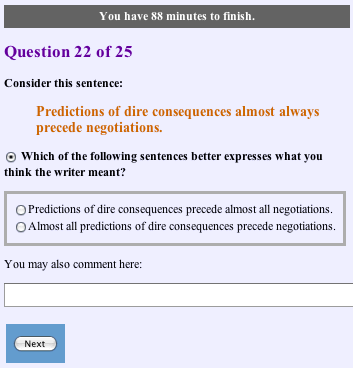 You have 88 minutes to finish.
Question 22 of 25
Consider this sentence:
Predictions of dire consequences almost always
precede negotiations.
Which of the following sentences better expresses what you
think the writer meant?
Predictions of dire consequences precede almost all negotiations.
Almost all predictions of dire consequences precede negotiations.
You may also comment here:
Next